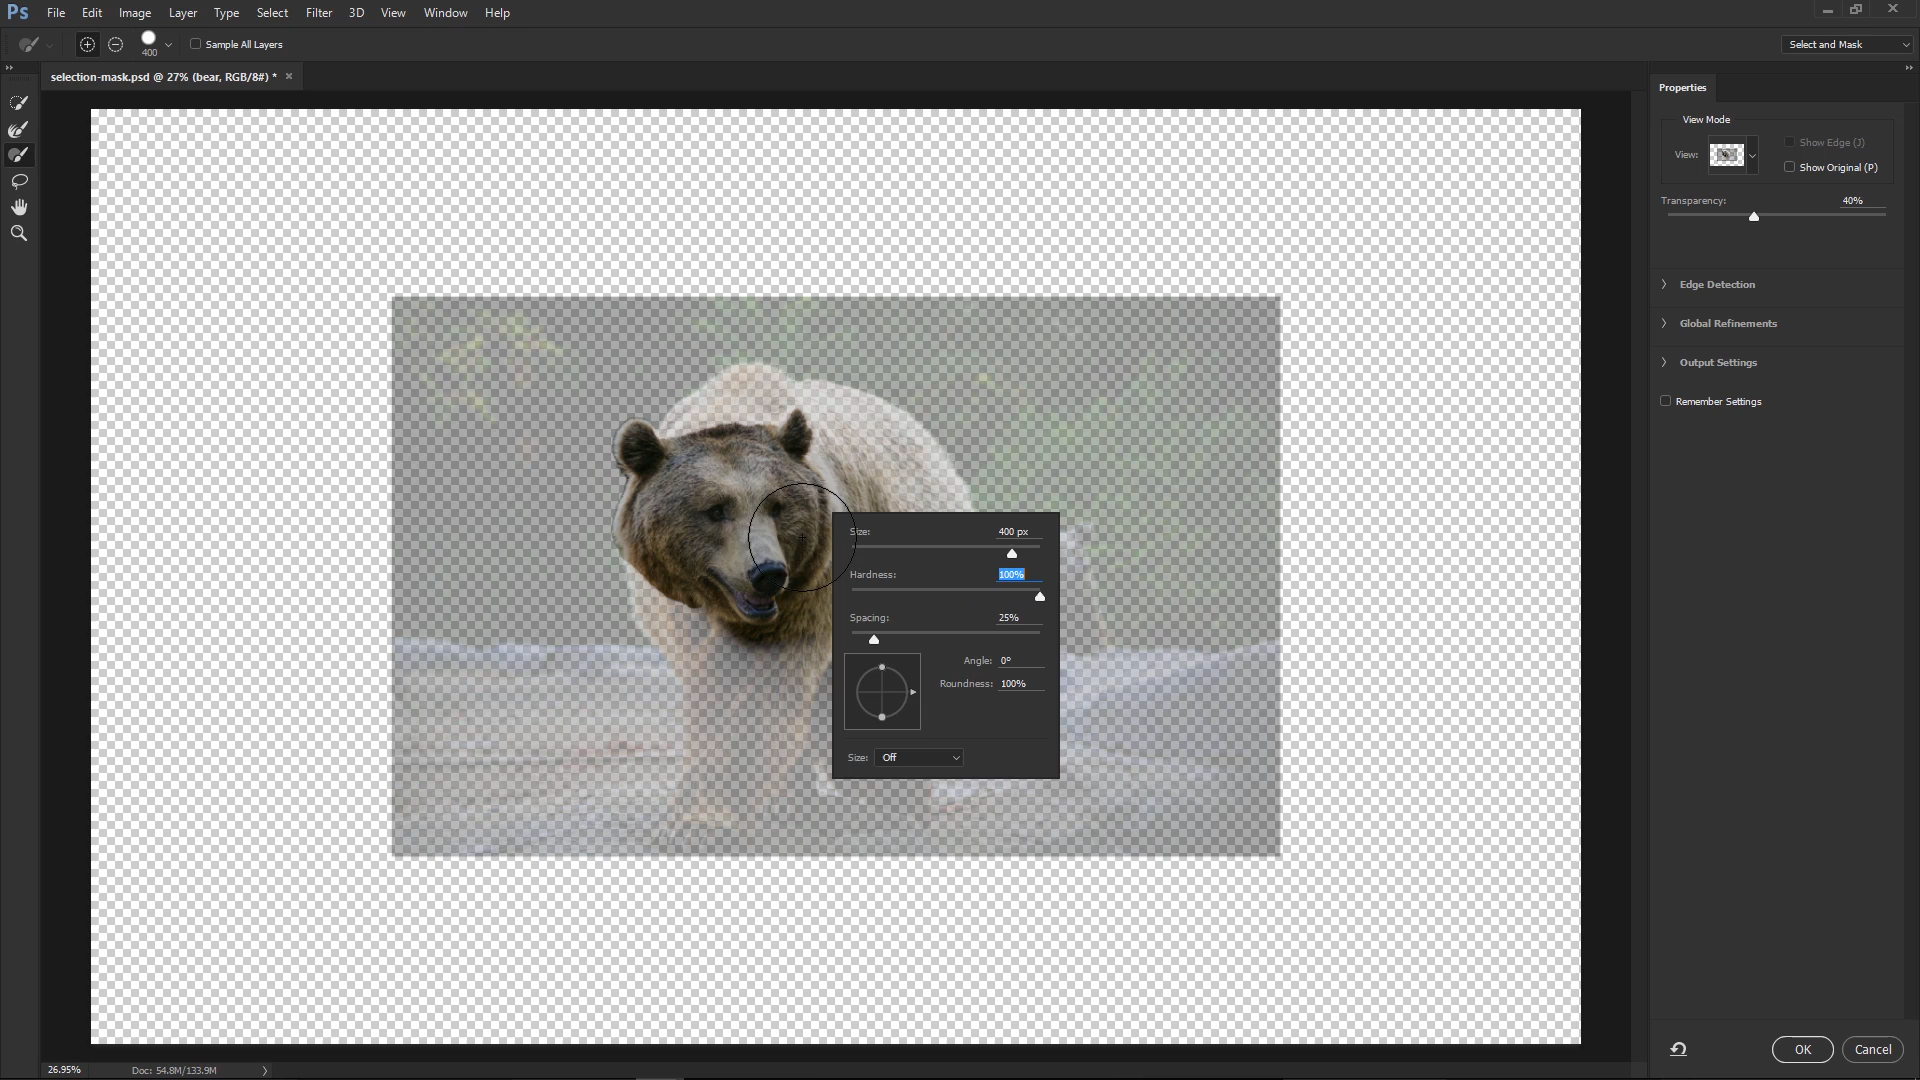 Ps File Edit Image Layer Type Select Filter 3D View Window Help
400 Sample All Layers Select and Mask
selection-mask.psd @ 27% (bear, RGB/8#) *
Properties
View Mode
View: Show Edge (J)
Show Original (P)
Transparency: 40%
Edge Detection
Global Refinements
Output Settings
Remember Settings
Size: 400 px
Hardness: 100%
Spacing: 25%
Angle: 0º
Roundness: 100%
Size: Off
OK Cancel
26.95% Doc: 54.8M/133.9M